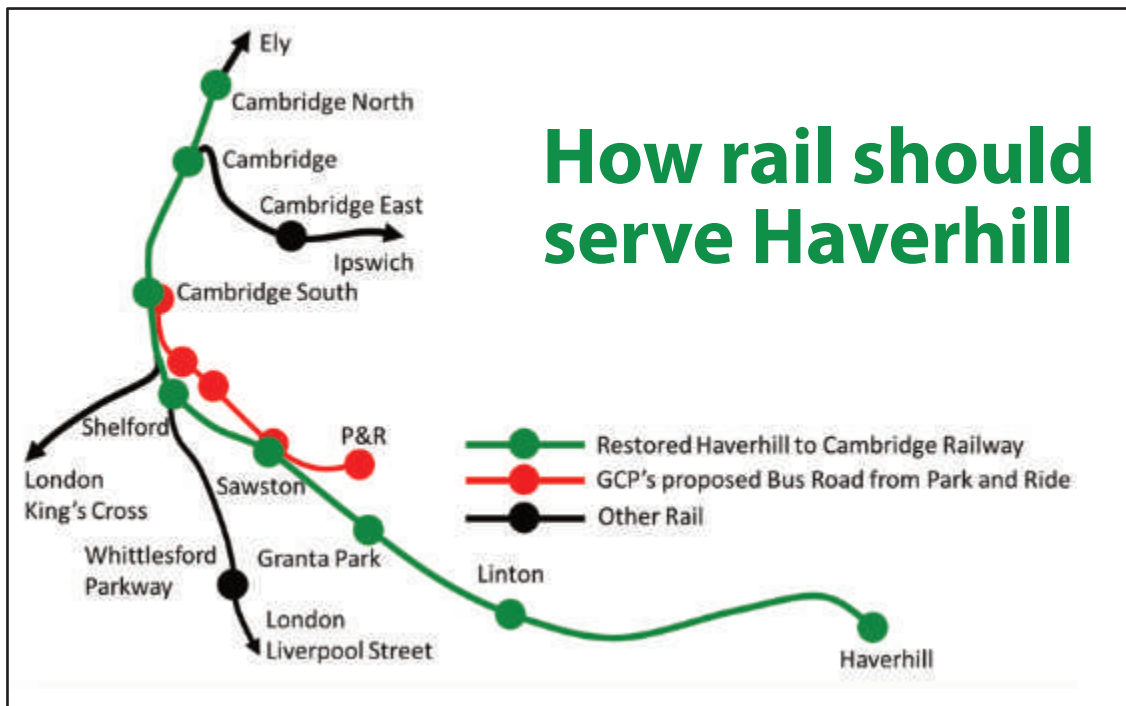 How rail should
serve Haverhill
Ely
Cambridge North
Cambridge
Cambridge East
Ipswich
Cambridge South
Shelford
London
King's Cross
P&R
Sawston
Whittlesford
Parkway
Granta Park
London
Liverpool Street
Linton
Haverhill
Restored Haverhill to Cambridge Railway
GCP's proposed Bus Road from Park and Ride
Other Rail